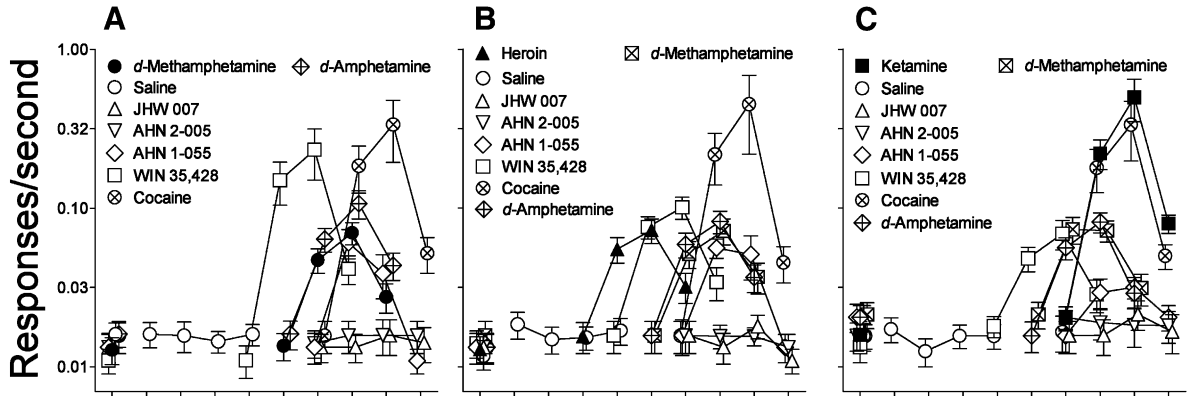 A
B
C
Responses/second
1.00
0.32
0.10
0.03
0.01
d-Methamphetamine
d-Amphetamine
Saline
JHW 007
AHN 2-005
AHN 1-055
WIN 35,428
Cocaine
Heroin
d-Methamphetamine
Saline
JHW 007
AHN 2-005
AHN 1-055
WIN 35,428
Cocaine
d-Amphetamine
Ketamine
d-Methamphetamine
Saline
JHW 007
AHN 2-005
AHN 1-055
WIN 35,428
Cocaine
d-Amphetamine